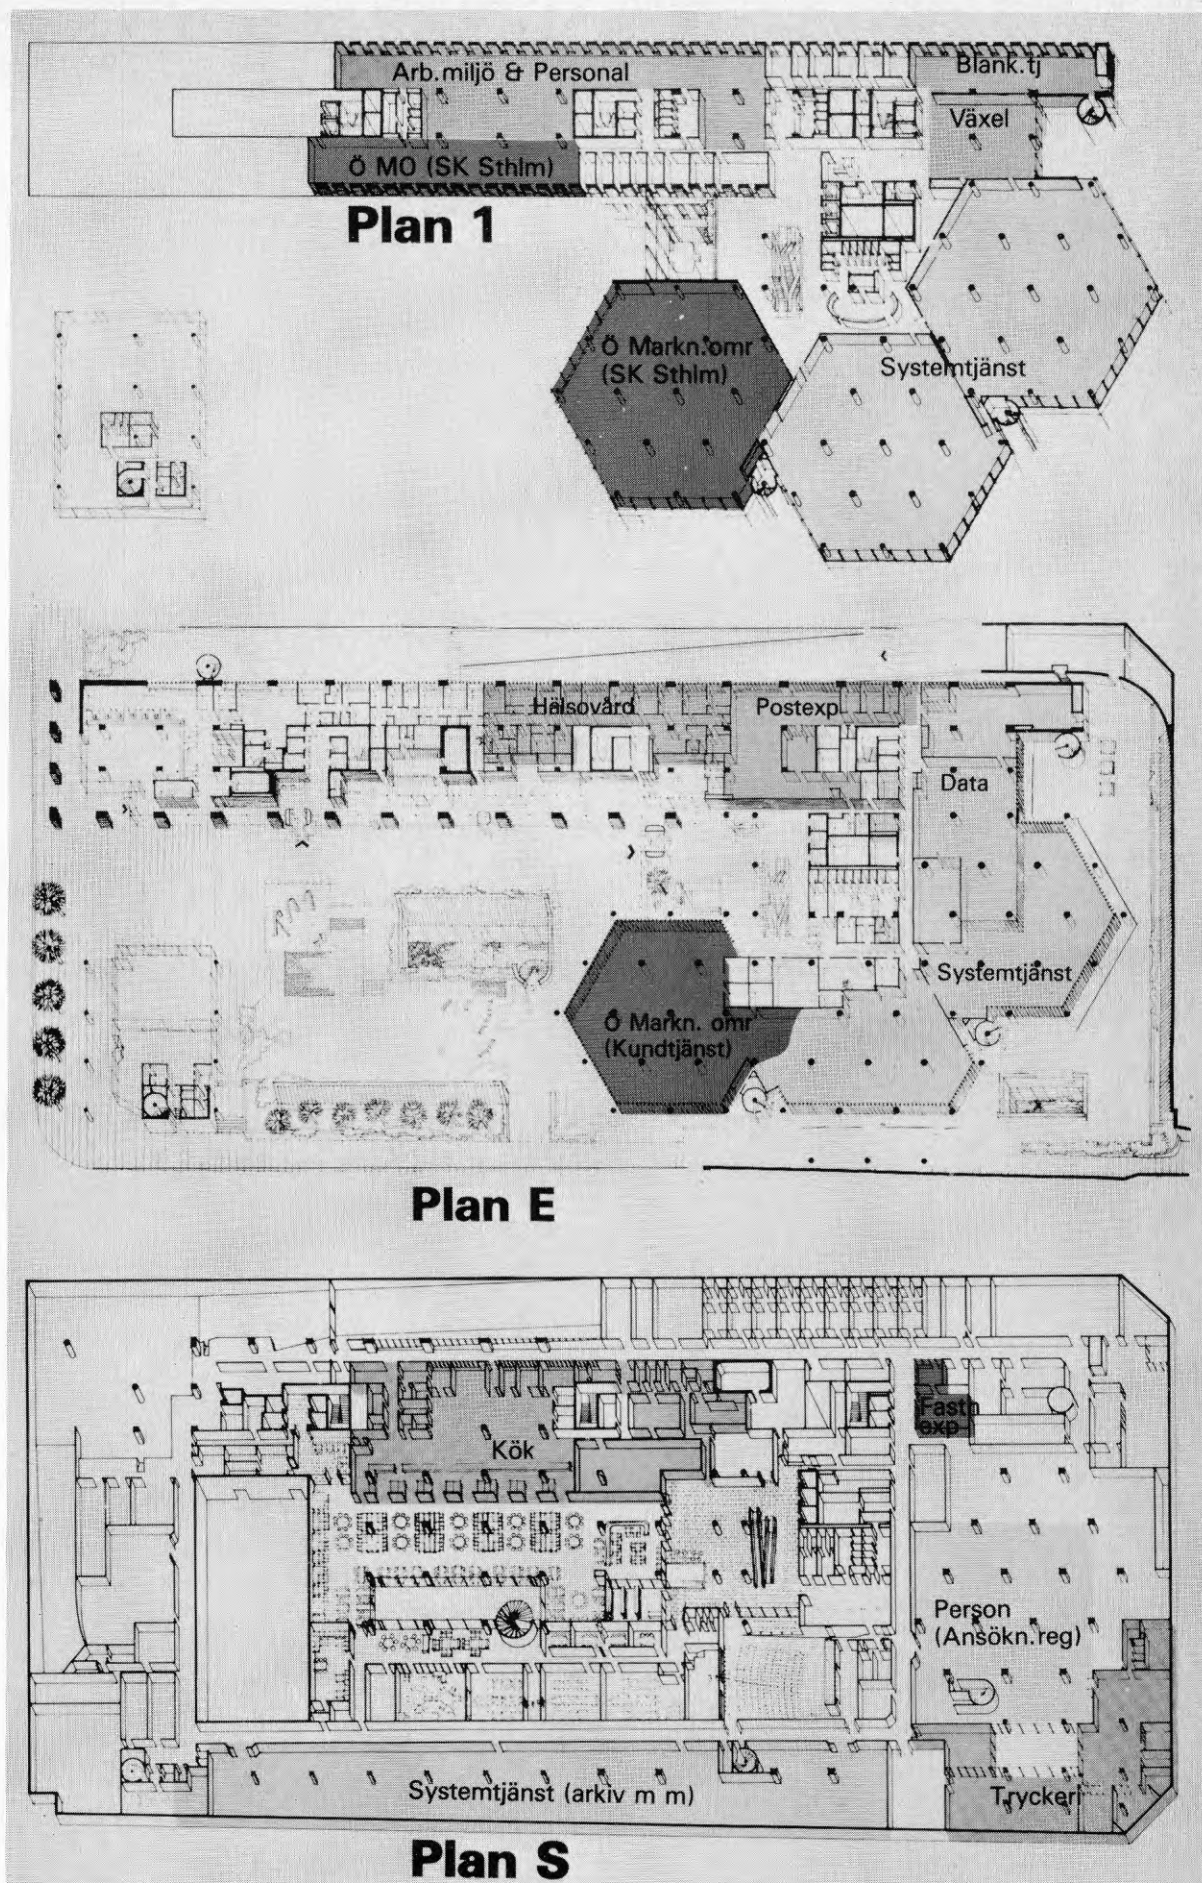 Arb.miljö & Personal
Blank.tj
Växel
Ö MO (SK Sthlm)
Plan 1
Ö Markn.omr
(SK Sthlm)
Systemtjänst
Hälsovård
Postexp
Data
Systemtjänst
Ö Markn. omr
(Kundtjänst)
Plan E
Fasth
exp
Kök
Person
(Ansökn.reg)
Systemtjänst (arkiv m m)
Tryckeri
Plan S